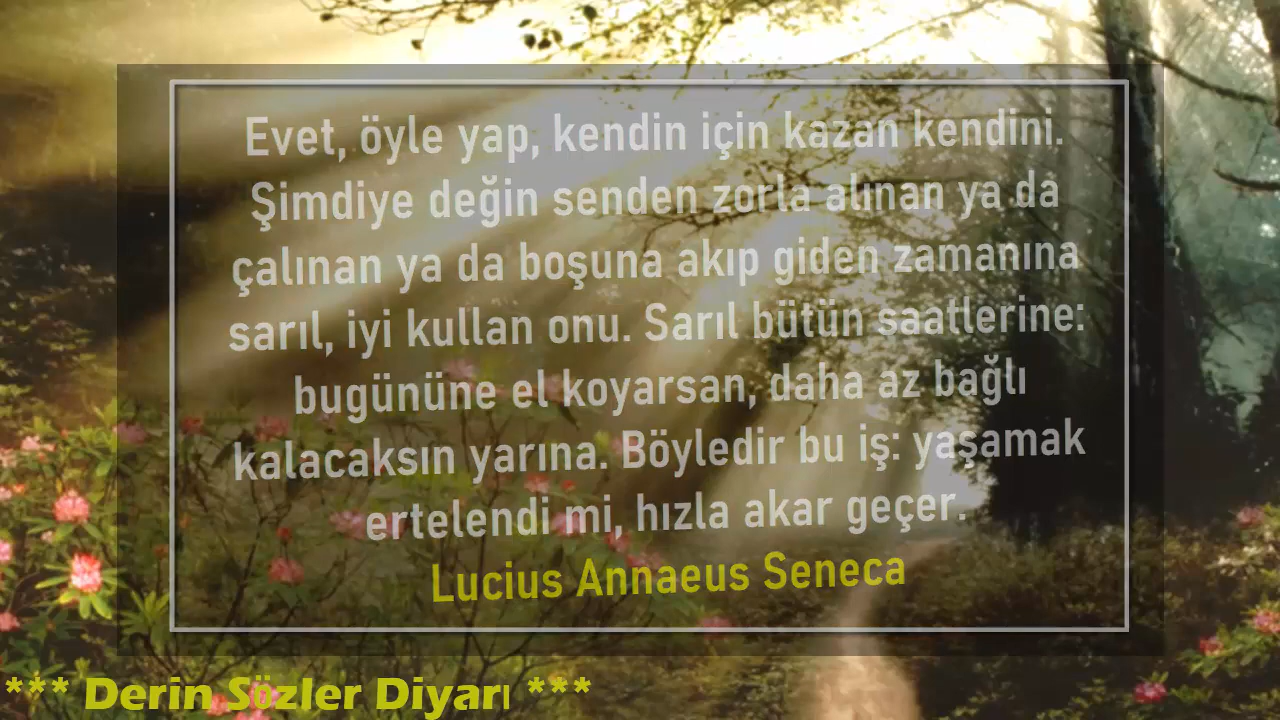 Evet, öyle yap, kendin için kazan kendini.
Şimdiye değin senden zorla alınan ya da
çalınan ya da boşuna akıp giden zamanına
sarıl, iyi kullan onu. Sarıl bütün saatlerine:
bugününe el koyarsan, daha az bağlı
kalacaksın yarına. Böyledir bu iş: yaşamak
ertelendi mi, hızla akar geçer.
Lucius Annaeus Seneca
*** Derin Sözler Diyarı ***